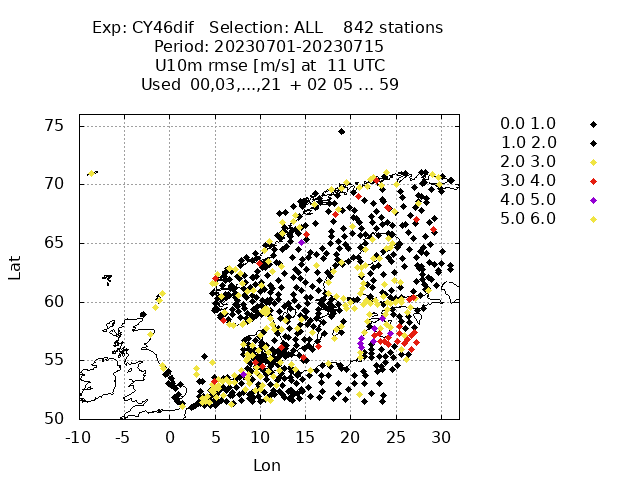 Exp: CY46dif   Selection: ALL    842 stations
Period: 20230701-20230715
U10m rmse [m/s] at  11 UTC
Used  00,03,...,21  + 02 05 ... 59
0.0 1.0
1.0 2.0
2.0 3.0
3.0 4.0
4.0 5.0
5.0 6.0
75
70
65
60
55
50
Lat
-10 -5 0 5 10 15 20 25 30
Lon